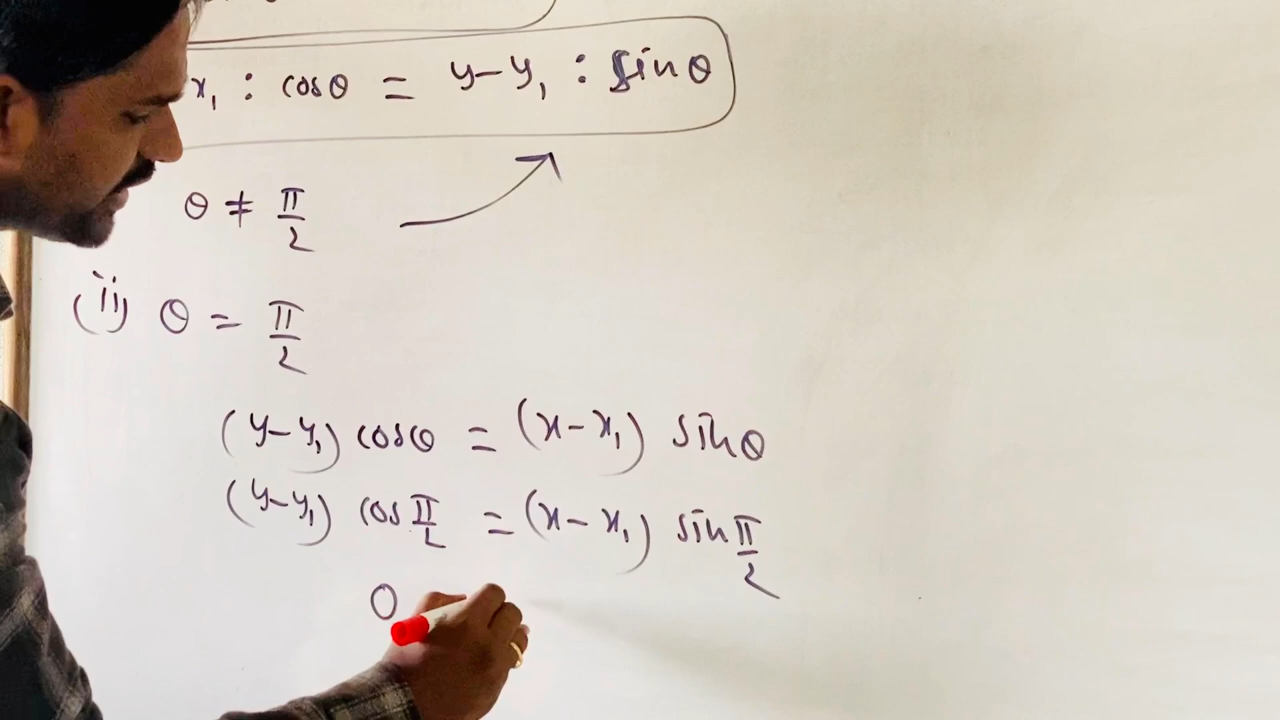 x₁ : cosθ = y-y₁ : sinθ
θ ≠ π/2
(ii) θ = π/2
(y-y₁) cosθ = (x-x₁) sinθ
(y-y₁) cos π/2 = (x-x₁) sin π/2
0